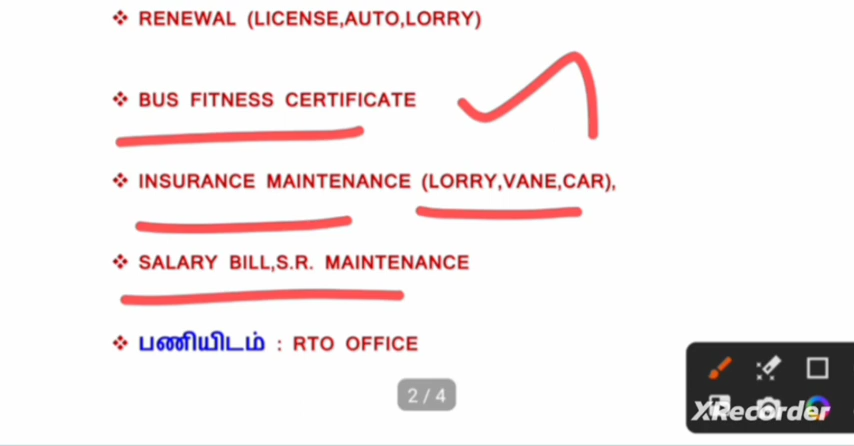 ❖ RENEWAL (LICENSE,AUTO,LORRY)
❖ BUS FITNESS CERTIFICATE
❖ INSURANCE MAINTENANCE (LORRY,VANE,CAR),
❖ SALARY BILL,S.R. MAINTENANCE
❖ பணியிடம் : RTO OFFICE
2 / 4
XRecorder